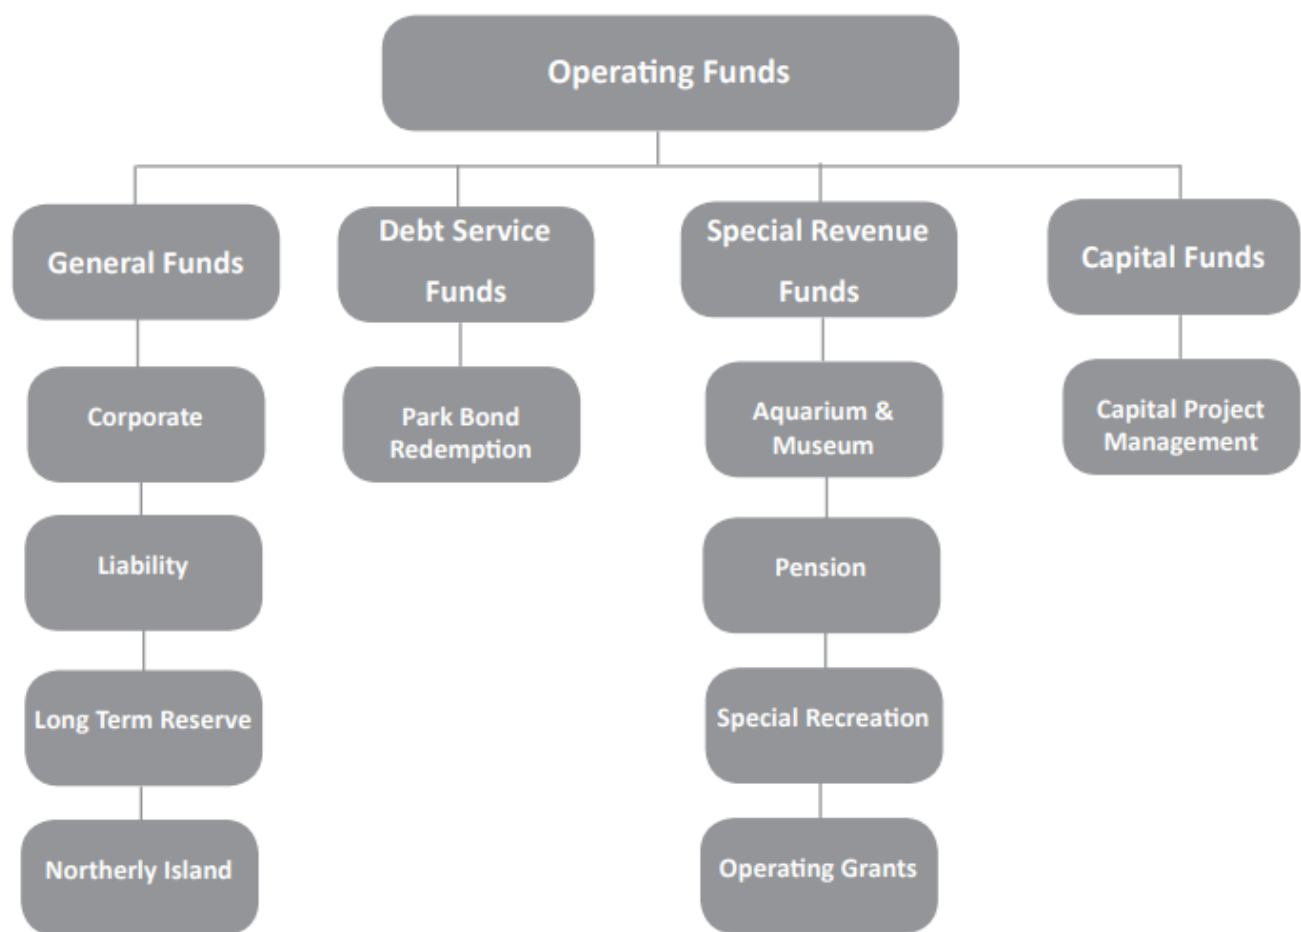 Operating Funds
General Funds
Debt Service
Funds
Special Revenue
Funds
Capital Funds
Corporate
Park Bond
Redemption
Aquarium &
Museum
Capital Project
Management
Liability
Pension
Long Term Reserve
Special Recreation
Northerly Island
Operating Grants